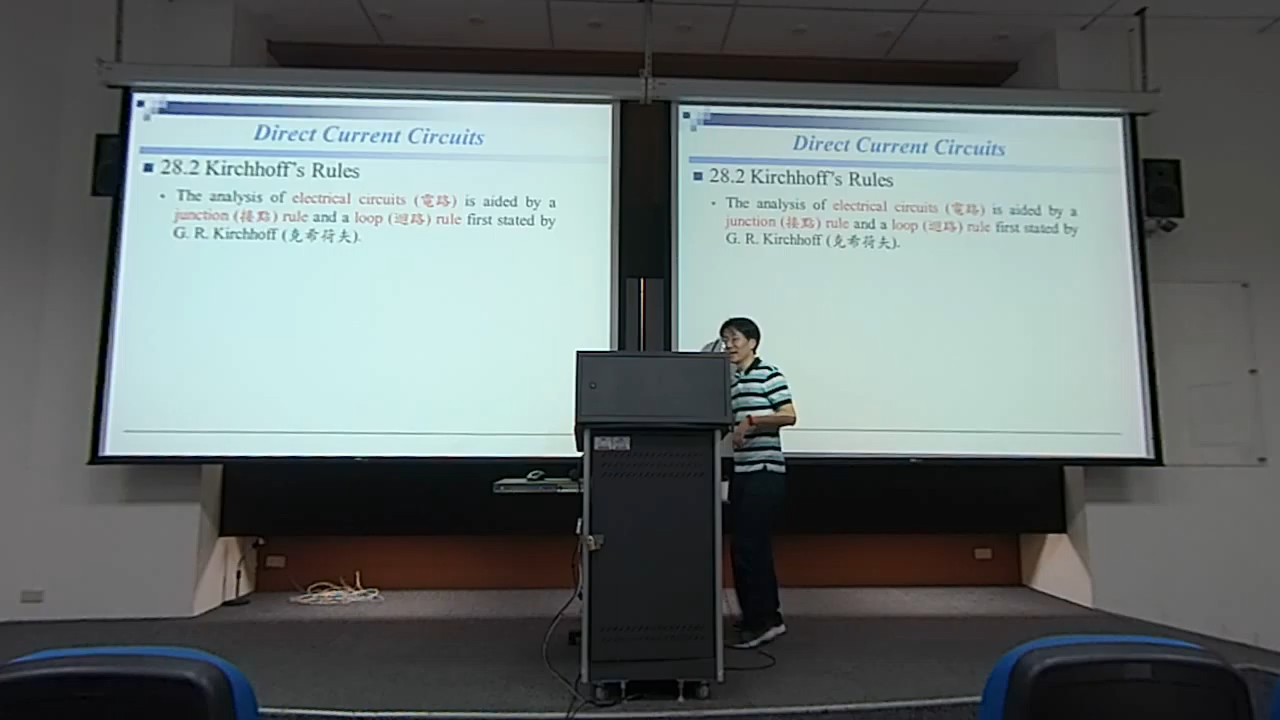 Direct Current Circuits
28.2 Kirchhoff's Rules
The analysis of electrical circuits (電路) is aided by a
junction (接點) rule and a loop (迴路) rule first stated by
G. R. Kirchhoff (克希荷夫).
Direct Current Circuits
28.2 Kirchhoff's Rules
The analysis of electrical circuits (電路) is aided by a
junction (接點) rule and a loop (迴路) rule first stated by
G. R. Kirchhoff (克希荷夫).